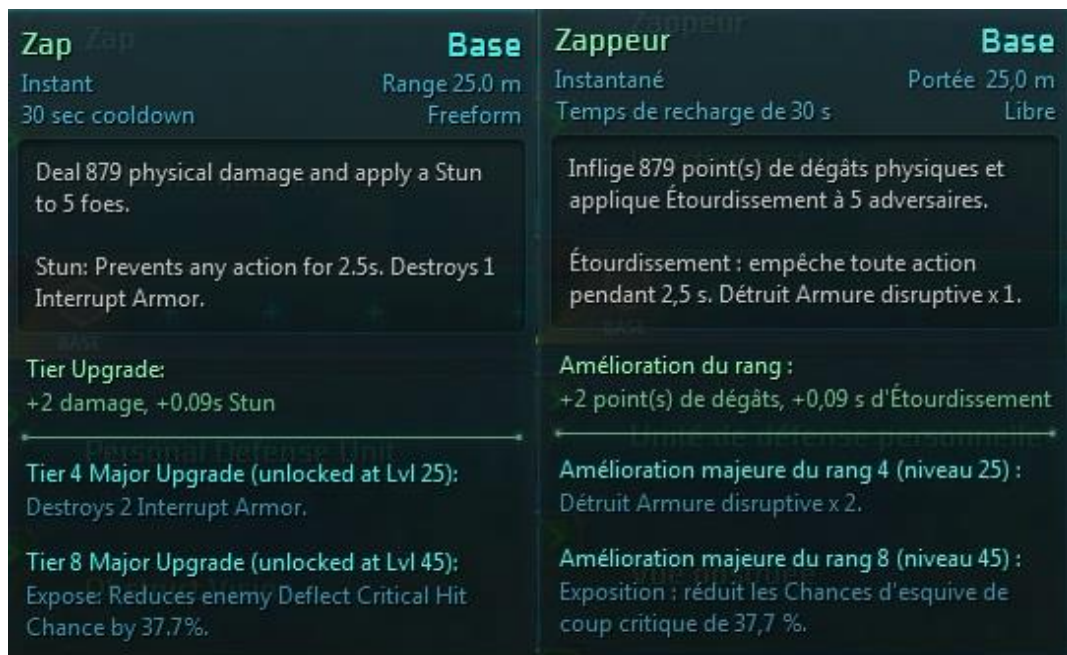 Zap Base
Instant Range 25.0 m
30 sec cooldown Freeform
Deal 879 physical damage and apply a Stun
to 5 foes.
Stun: Prevents any action for 2.5s. Destroys 1
Interrupt Armor.
Tier Upgrade:
+2 damage, +0.09s Stun
Personal Defense Unit
Tier 4 Major Upgrade (unlocked at Lvl 25):
Destroys 2 Interrupt Armor.
Tier 8 Major Upgrade (unlocked at Lvl 45):
Expose: Reduces enemy Deflect Critical Hit
Chance by 37.7%.
Zappeur Base
Instantané Portée 25,0 m
Temps de recharge de 30 s Libre
Inflige 879 point(s) de dégâts physiques et
applique Étourdissement à 5 adversaires.
Étourdissement : empêche toute action
pendant 2,5 s. Détruit Armure disruptive x 1.
Amélioration du rang :
+2 point(s) de dégâts, +0,09 s d'Étourdissement
Unité de défense personnelle
Amélioration majeure du rang 4 (niveau 25) :
Détruit Armure disruptive x 2.
Amélioration majeure du rang 8 (niveau 45) :
Exposition : réduit les Chances d'esquive de
coup critique de 37,7 %.